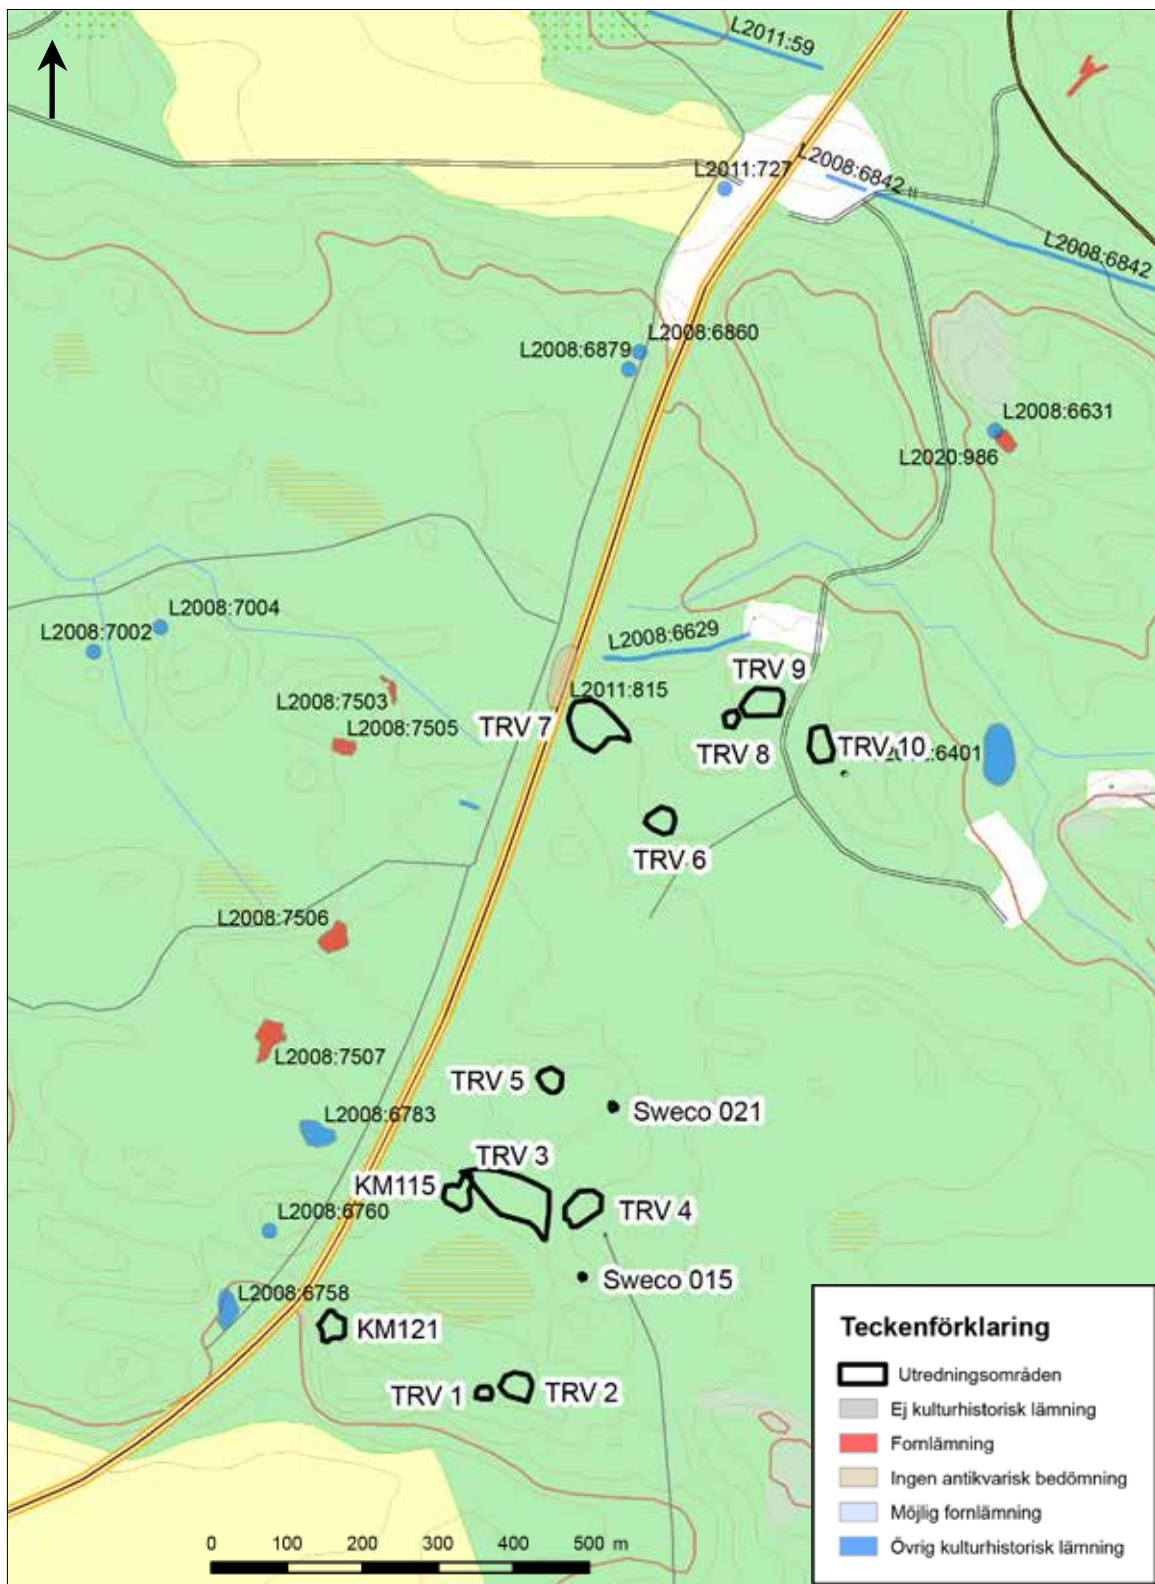 L2011:59
L2011:727
L2008:6842
L2008:6842
L2008:6860
L2008:6879
L2008:6631
L2020:986
L2008:7004
L2008:7002
L2008:6629
TRV 9
L2008:7503
L2011:815
L2008:7505
TRV 7
TRV 8
TRV 10
6401
TRV 6
L2008:7506
L2008:7507
TRV 5
Sweco 021
L2008:6783
TRV 3
KM115
TRV 4
L2008:6760
Sweco 015
L2008:6758
KM121
TRV 1
TRV 2
Teckenförklaring
Utredningsområden
Ej kulturhistorisk lämning
Fornlämning
Ingen antikvarisk bedömning
Möjlig fornlämning
Övrig kulturhistorisk lämning
0 100 200 300 400 500 m